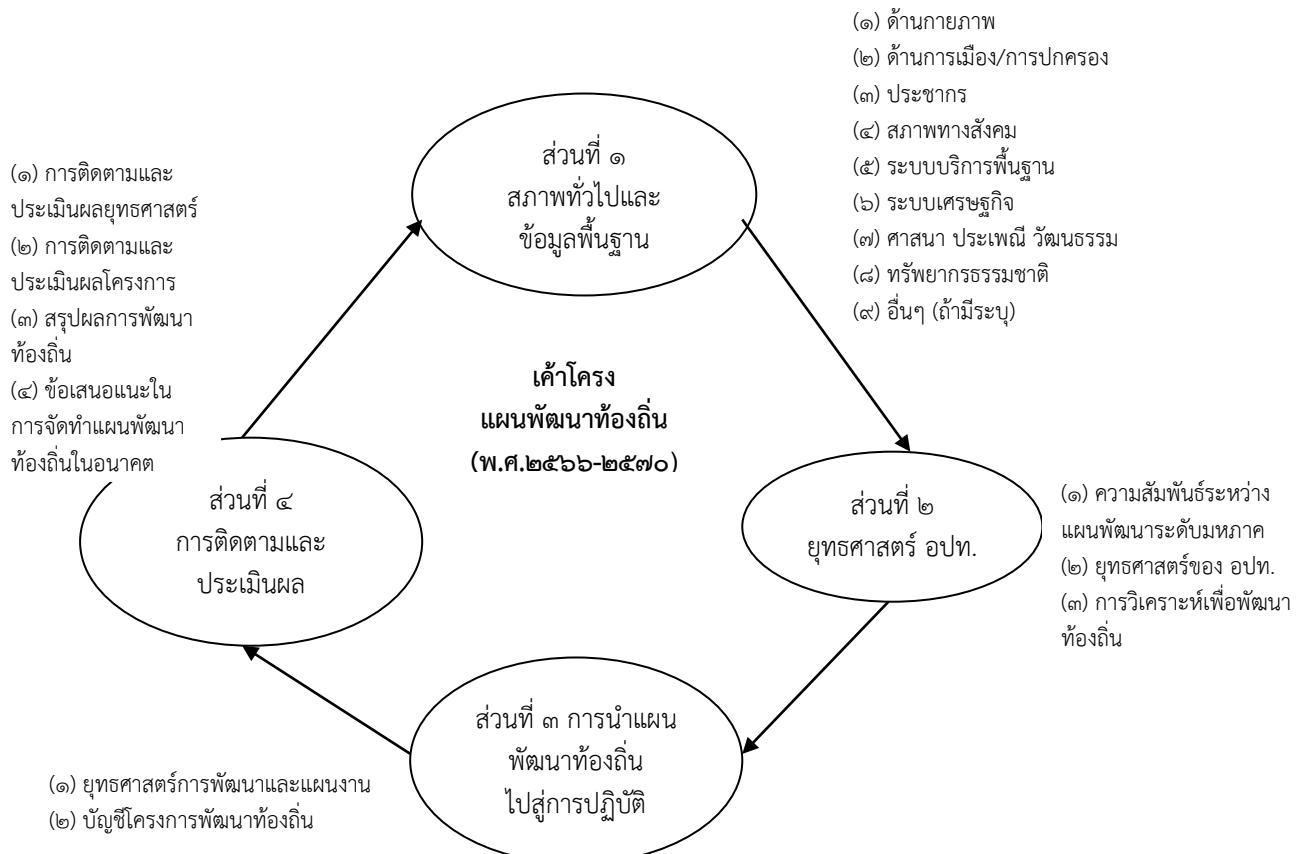 (๑) ด้านกายภาพ
(๒) ด้านการเมือง/การปกครอง
(๓) ประชากร
(๔) สภาพทางสังคม
(๕) ระบบบริการพื้นฐาน
(๖) ระบบเศรษฐกิจ
(๗) ศาสนา ประเพณี วัฒนธรรม
(๘) ทรัพยากรธรรมชาติ
(๙) อื่นๆ (ถ้ามีระบุ)
ส่วนที่ ๑
สภาพทั่วไปและ
ข้อมูลพื้นฐาน
(๑) การติดตามและ
ประเมินผลยุทธศาสตร์
(๒) การติดตามและ
ประเมินผลโครงการ
(๓) สรุปผลการพัฒนา
ท้องถิ่น
(๔) ข้อเสนอแนะใน
การจัดทำแผนพัฒนา
ท้องถิ่นในอนาคต
เค้าโครง
แผนพัฒนาท้องถิ่น
(พ.ศ.๒๕๖๖-๒๕๗๐)
ส่วนที่ ๔
การติดตามและ
ประเมินผล
ส่วนที่ ๒
ยุทธศาสตร์ อปท.
(๑) ความสัมพันธ์ระหว่าง
แผนพัฒนาระดับมหภาค
(๒) ยุทธศาสตร์ของ อปท.
(๓) การวิเคราะห์เพื่อพัฒนา
ท้องถิ่น
ส่วนที่ ๓ การนำแผน
พัฒนาท้องถิ่น
ไปสู่การปฏิบัติ
(๑) ยุทธศาสตร์การพัฒนาและแผนงาน
(๒) บัญชีโครงการพัฒนาท้องถิ่น